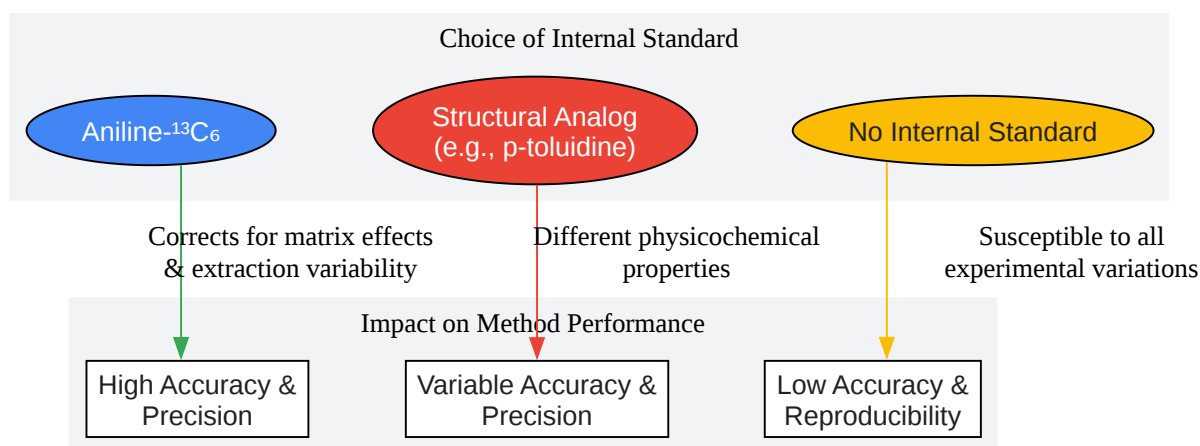 Choice of Internal Standard
Aniline-¹³C₆
Structural Analog
(e.g., p-toluidine)
No Internal Standard
Corrects for matrix effects
& extraction variability
Different physicochemical
properties
Susceptible to all
experimental variations
Impact on Method Performance
High Accuracy &
Precision
Variable Accuracy &
Precision
Low Accuracy &
Reproducibility